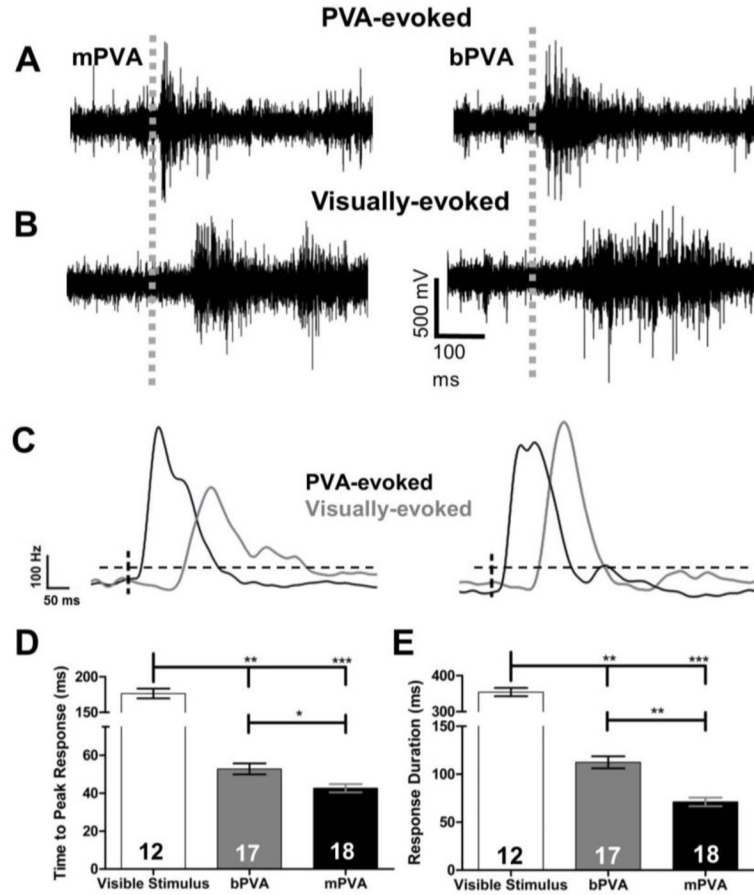 PVA-evoked
A
mPVA
bPVA
Visually-evoked
B
500 mV
100
ms
C
PVA-evoked
Visually-evoked
100 Hz
50 ms
D
Time to Peak Response (ms)
200
150
60
40
20
0
** ***
*
12 17 18
Visible Stimulus bPVA mPVA
E
Response Duration (ms)
400
300
150
100
50
0
** ***
**
12 17 18
Visible Stimulus bPVA mPVA